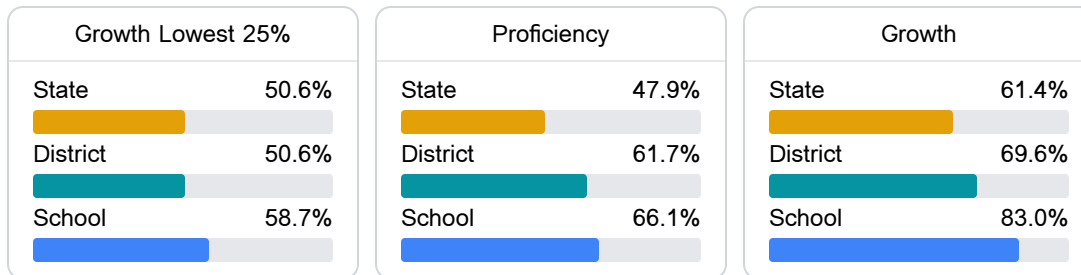 Growth Lowest 25%
State 50.6%
District 50.6%
School 58.7%
Proficiency
State 47.9%
District 61.7%
School 66.1%
Growth
State 61.4%
District 69.6%
School 83.0%